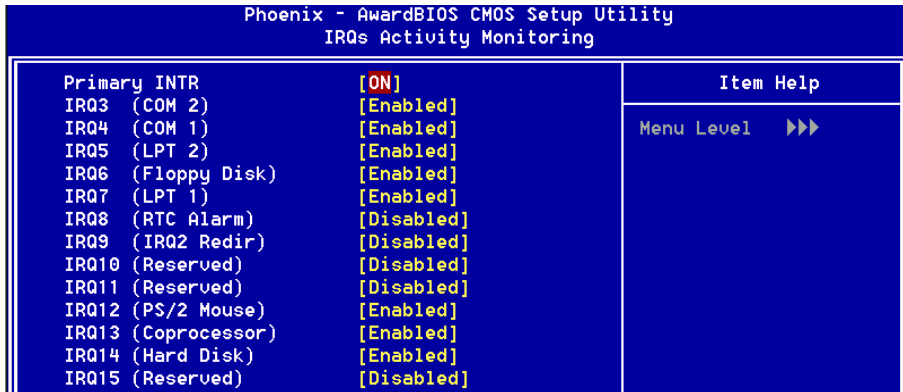 Phoenix - AwardBIOS CMOS Setup Utility
IRQs Activity Monitoring
Primary INTR [ON]
IRQ3 (COM 2) [Enabled]
IRQ4 (COM 1) [Enabled]
IRQ5 (LPT 2) [Enabled]
IRQ6 (Floppy Disk) [Enabled]
IRQ7 (LPT 1) [Enabled]
IRQ8 (RTC Alarm) [Disabled]
IRQ9 (IRQ2 Redir) [Disabled]
IRQ10 (Reserved) [Disabled]
IRQ11 (Reserved) [Disabled]
IRQ12 (PS/2 Mouse) [Enabled]
IRQ13 (Coprocessor) [Enabled]
IRQ14 (Hard Disk) [Enabled]
IRQ15 (Reserved) [Disabled]
Item Help
Menu Level